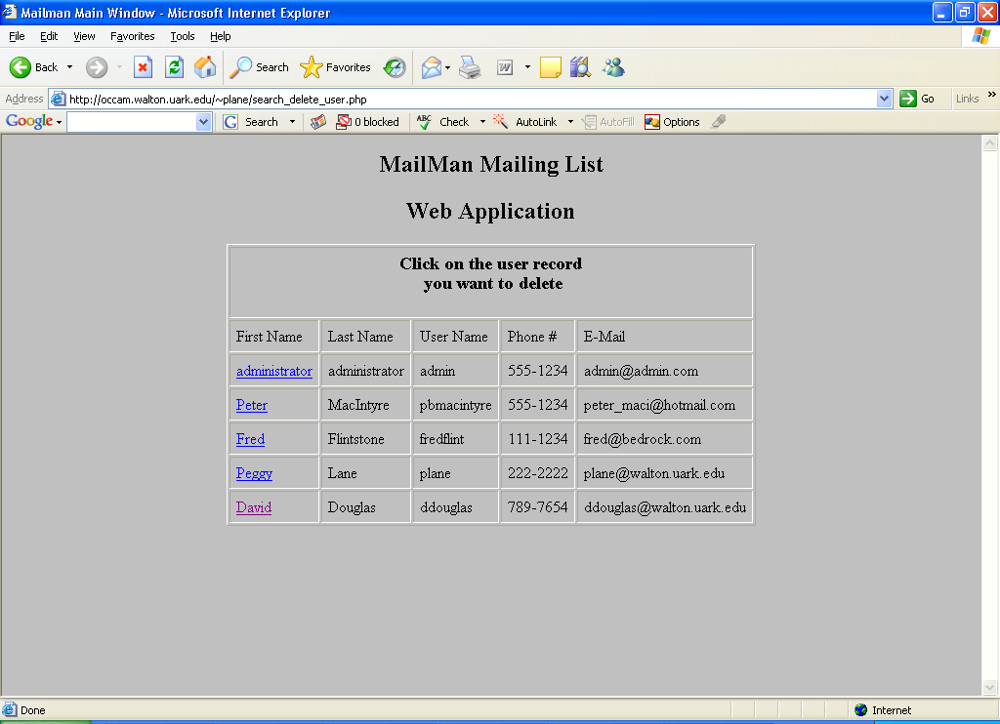 Mailman Main Window - Microsoft Internet Explorer
File Edit View Favorites Tools Help
Back Search Favorites W
Address http://occam.walton.uark.edu/~plane/search_delete_user.php Go Links »
Google G Search 0 blocked ABC Check AutoLink AutoFill Options
MailMan Mailing List
Web Application
Click on the user record
you want to delete
First Name Last Name User Name Phone # E-Mail
administrator administrator admin 555-1234 admin@admin.com
Peter MacIntyre pbmacintyre 555-1234 peter_maci@hotmail.com
Fred Flintstone fredflint 111-1234 fred@bedrock.com
Peggy Lane plane 222-2222 plane@walton.uark.edu
David Douglas ddouglas 789-7654 ddouglas@walton.uark.edu
Done Internet